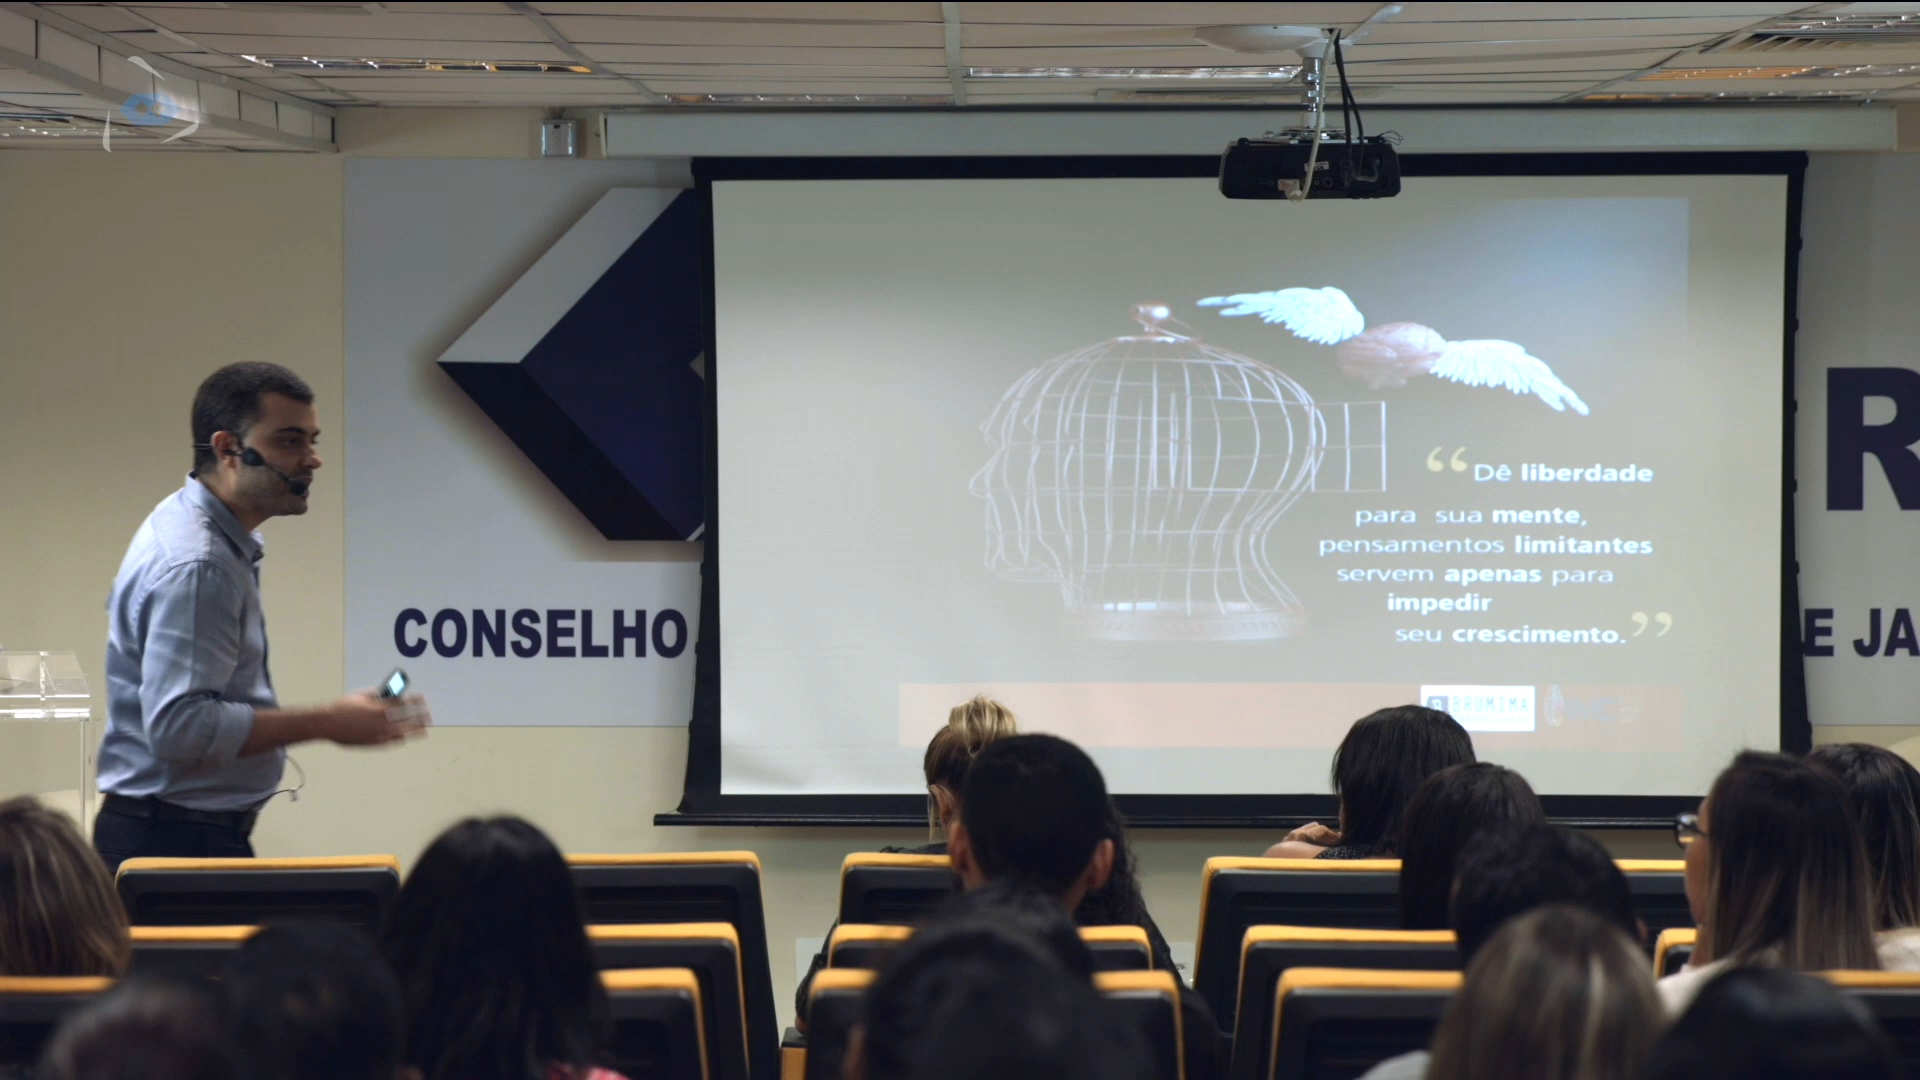 R
CONSELHO
E JA
“ Dê liberdade
para sua mente,
pensamentos limitantes
servem apenas para
impedir
seu crescimento. ”
BRUMIMA